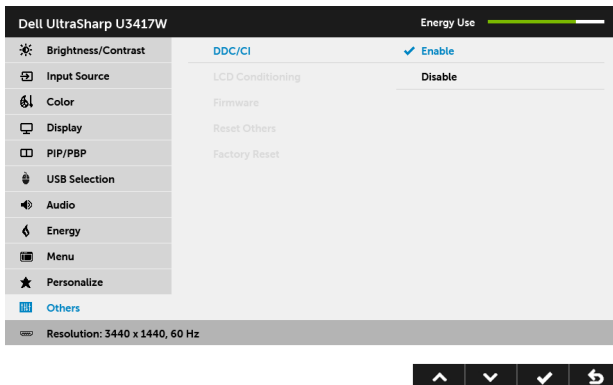 Dell UltraSharp U3417W
Energy Use
Brightness/Contrast
DDC/CI
Enable
Input Source
LCD Conditioning
Disable
Color
Firmware
Display
Reset Others
PIP/PBP
Factory Reset
USB Selection
Audio
Energy
Menu
Personalize
Others
Resolution: 3440 x 1440, 60 Hz